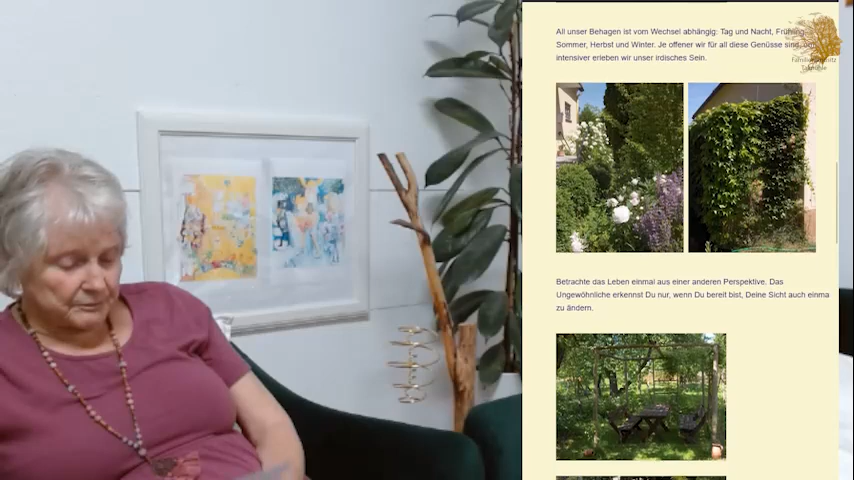 All unser Behagen ist vom Wechsel abhängig: Tag und Nacht, Frühling,
Sommer, Herbst und Winter. Je offener wir für all diese Genüsse sind,
intensiver erleben wir unser irdisches Sein.
Betrachte das Leben einmal aus einer anderen Perspektive. Das
Ungewöhnliche erkennst Du nur, wenn Du bereit bist, Deine Sicht auch einma
zu ändern.